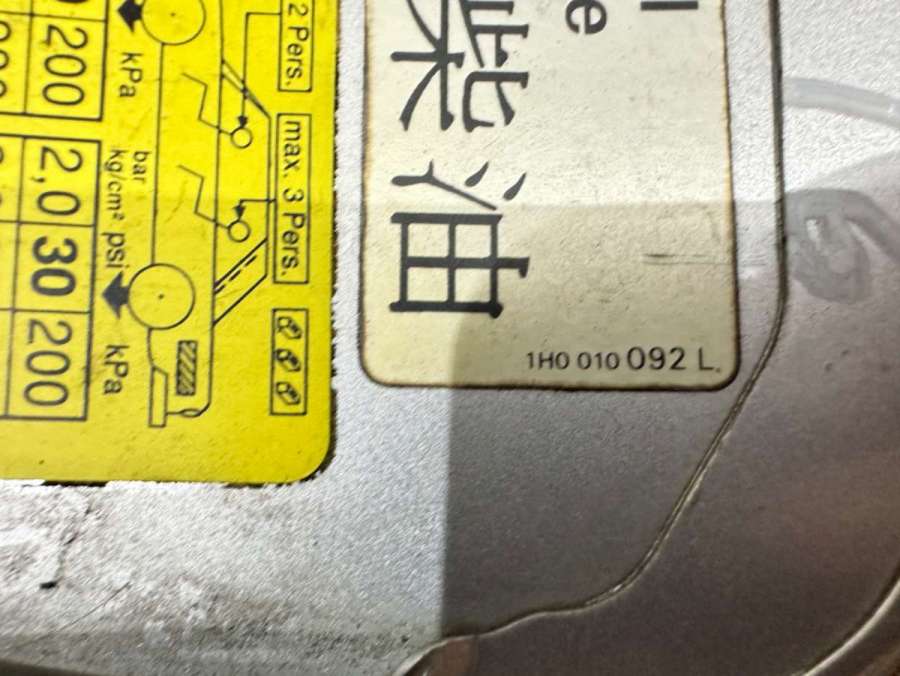 2 Pers.
max. 3 Pers.
kPa
bar
kg/cm² psi
kPa
200
2,0 30 200
l
e
柴油
1H0 010 092 L.